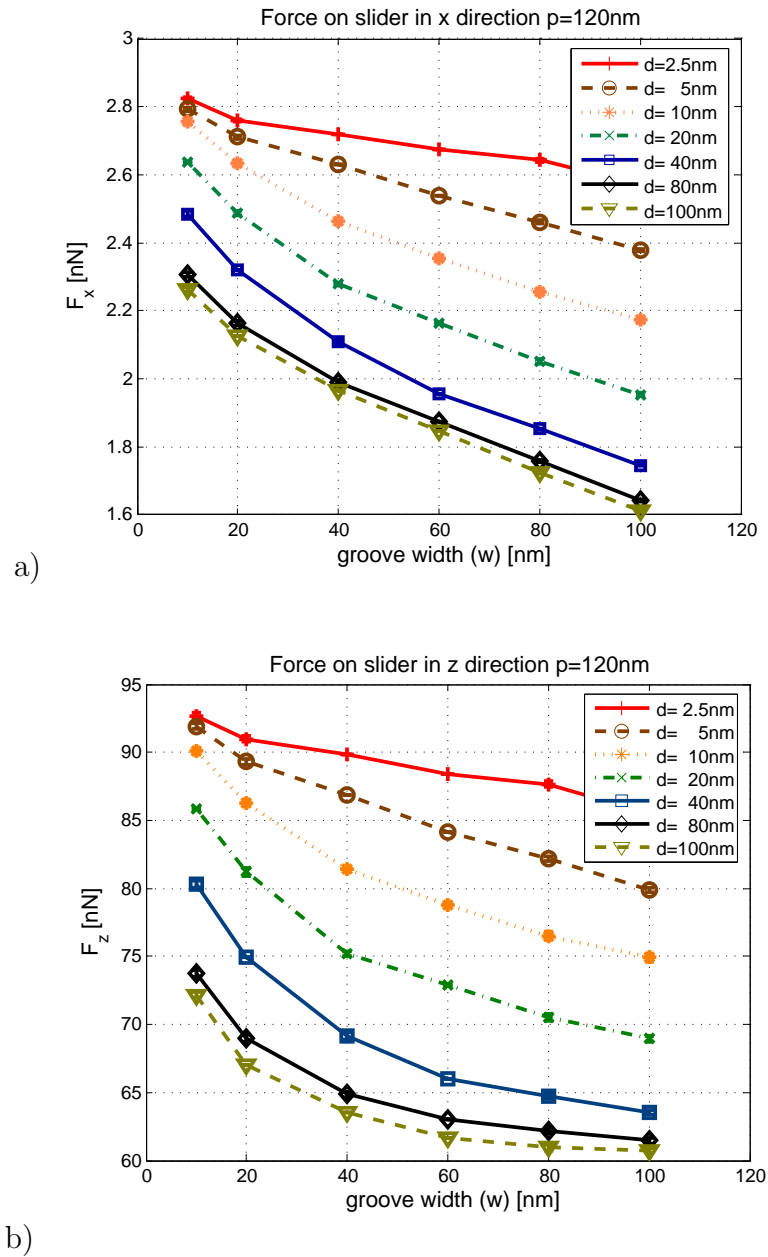 Force on slider in x direction p=120nm
3
2.8
2.6
2.4
2.2
2
1.8
1.6
F_x [nN]
d=2.5nm
d= 5nm
d= 10nm
d= 20nm
d= 40nm
d= 80nm
d=100nm
0 20 40 60 80 100 120
groove width (w) [nm]
a)
Force on slider in z direction p=120nm
95
90
85
80
75
70
65
60
F_z [nN]
d= 2.5nm
d= 5nm
d= 10nm
d= 20nm
d= 40nm
d= 80nm
d=100nm
0 20 40 60 80 100 120
groove width (w) [nm]
b)